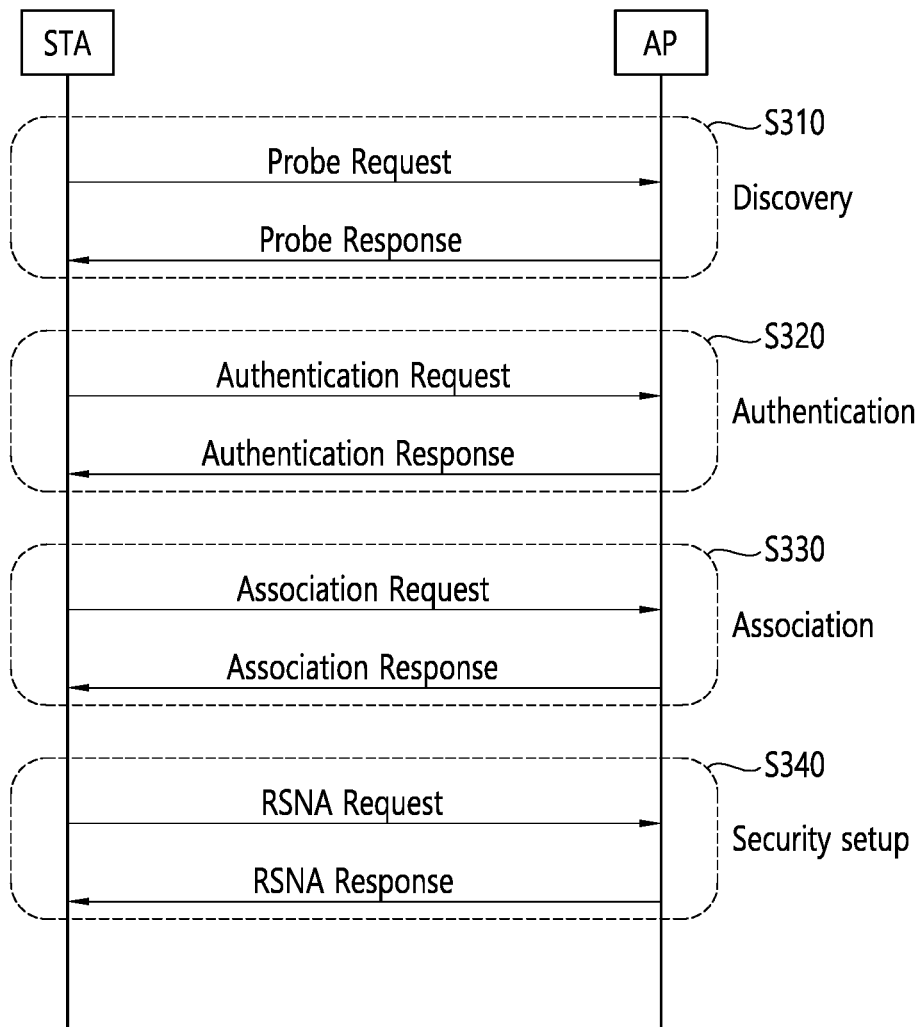 STA
AP
S310
Probe Request
Discovery
Probe Response
S320
Authentication Request
Authentication
Authentication Response
S330
Association Request
Association
Association Response
S340
RSNA Request
Security setup
RSNA Response